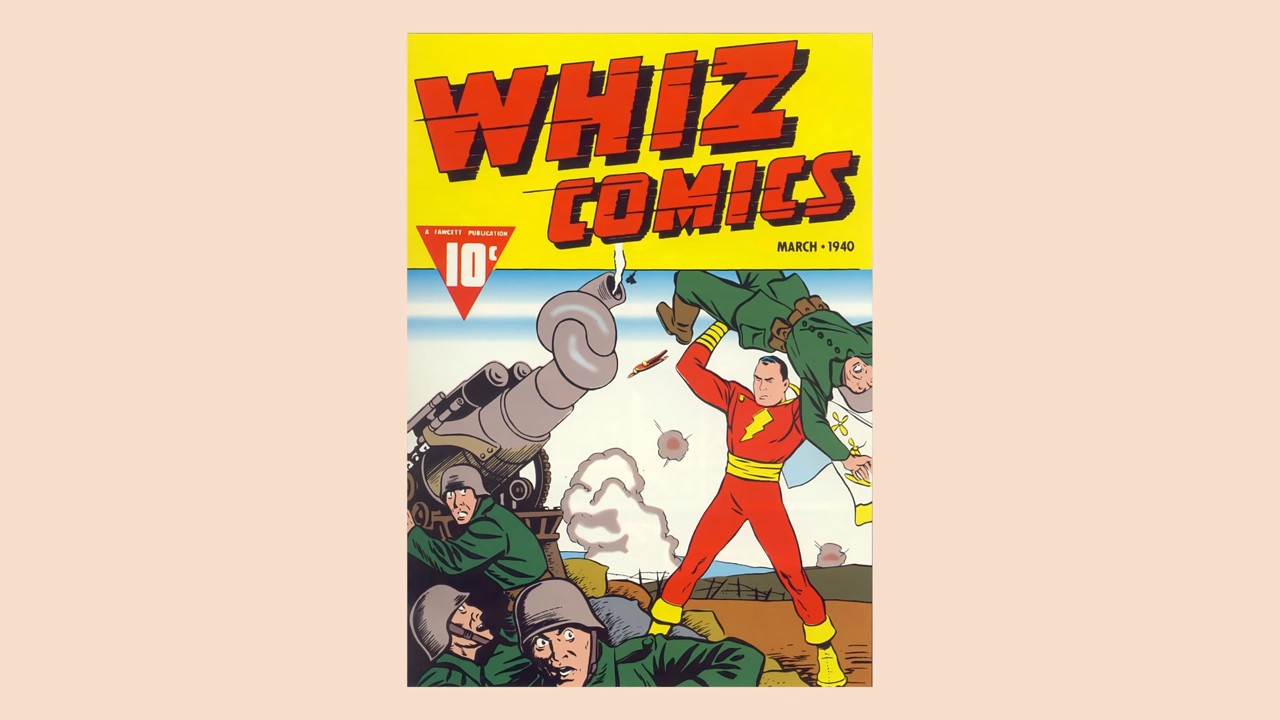 WHIZ
COMICS
MARCH • 1940
A FAWCETT PUBLICATION
10¢